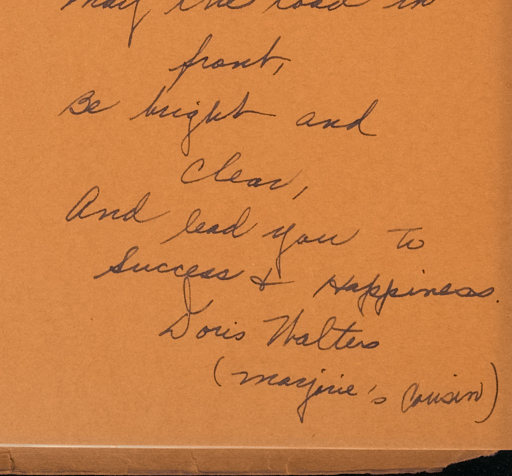 May the road in
front,
Be bright and
Clear,
And lead you to
Success & Happiness.
Doris Walters
(Marjorie's Cousin)